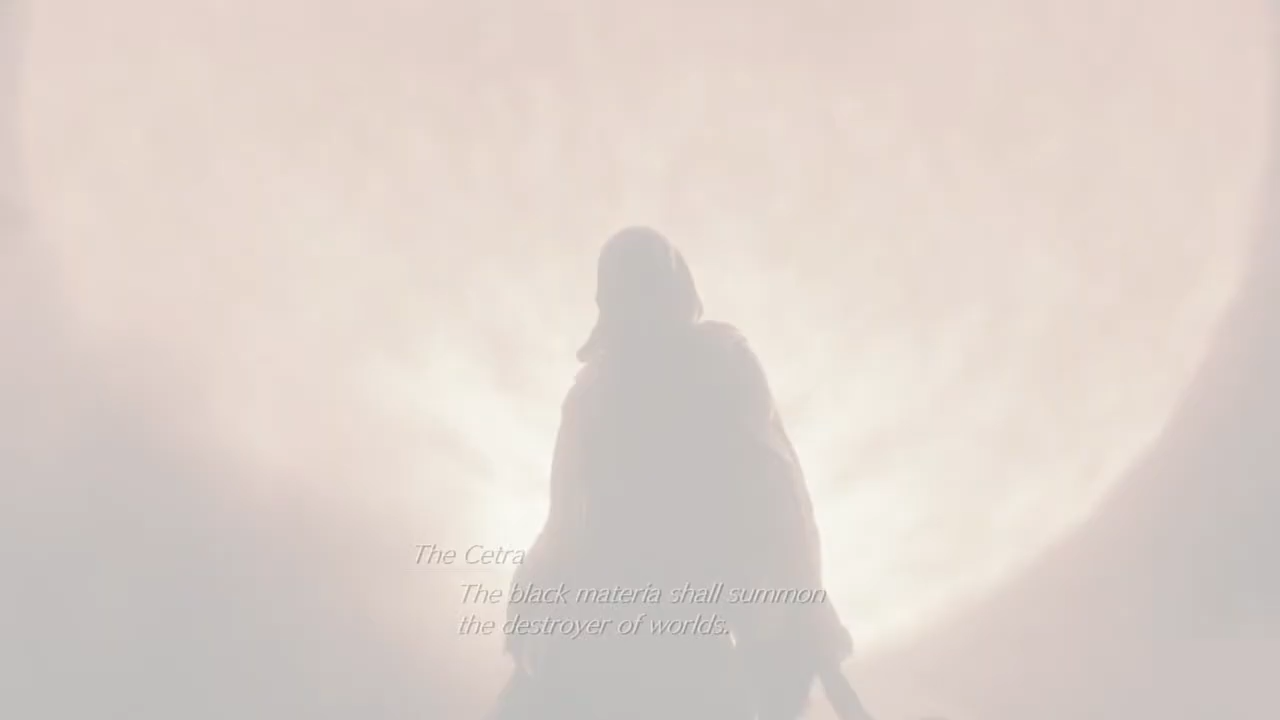 The Cetra
The black materia shall summon
the destroyer of worlds.